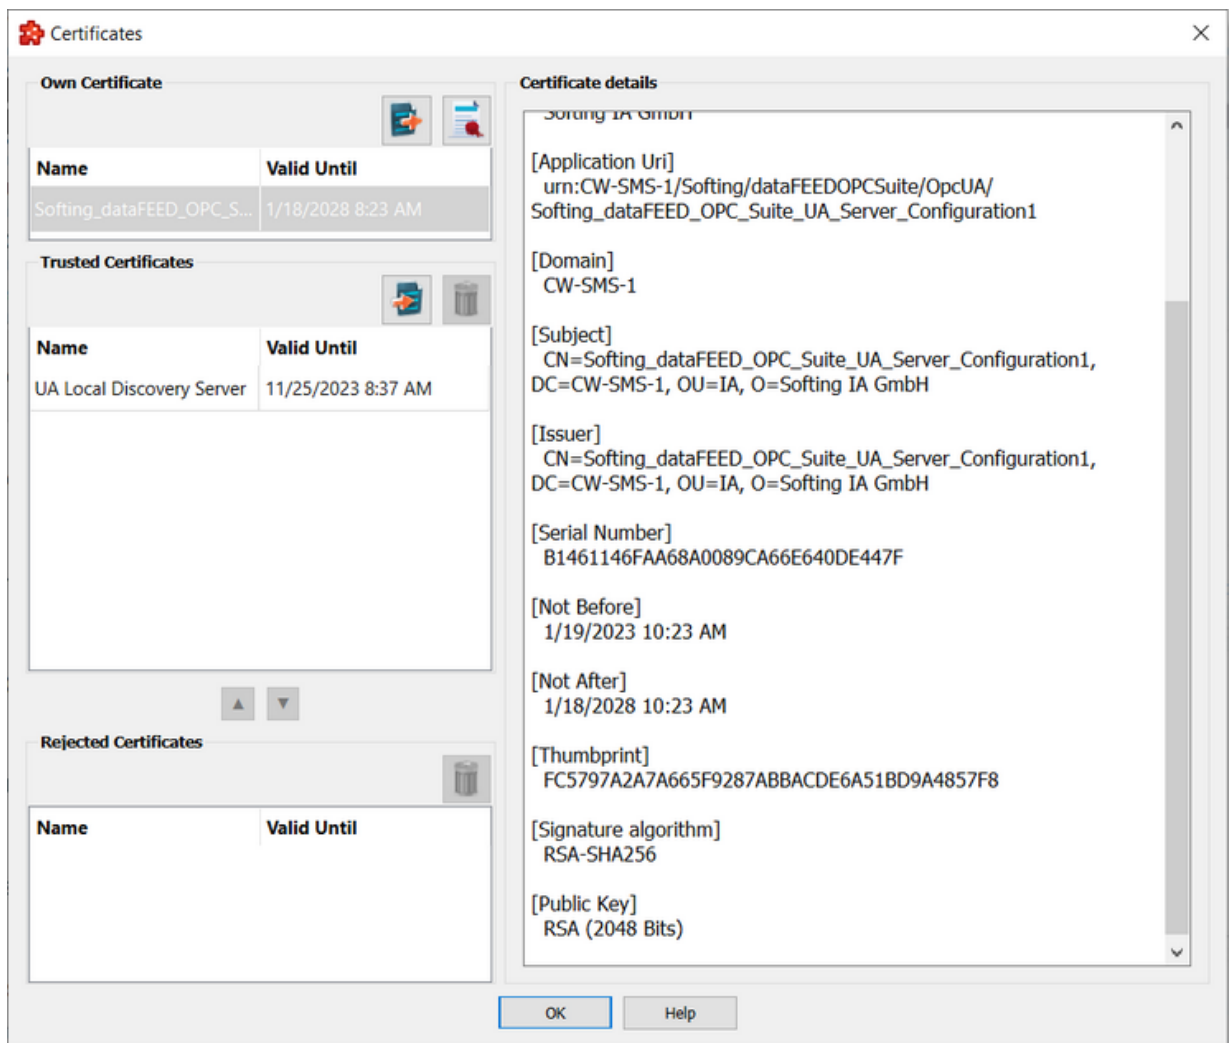 Certificates
Own Certificate
Name Valid Until
Softing_dataFEED_OPC_S... 1/18/2028 8:23 AM
Trusted Certificates
Name Valid Until
UA Local Discovery Server 11/25/2023 8:37 AM
Rejected Certificates
Name Valid Until
Certificate details
Softing IA GmbH
[Application Uri]
urn:CW-SMS-1/Softing/dataFEEDOPCSuite/OpcUA/
Softing_dataFEED_OPC_Suite_UA_Server_Configuration1
[Domain]
CW-SMS-1
[Subject]
CN=Softing_dataFEED_OPC_Suite_UA_Server_Configuration1,
DC=CW-SMS-1, OU=IA, O=Softing IA GmbH
[Issuer]
CN=Softing_dataFEED_OPC_Suite_UA_Server_Configuration1,
DC=CW-SMS-1, OU=IA, O=Softing IA GmbH
[Serial Number]
B1461146FAA68A0089CA66E640DE447F
[Not Before]
1/19/2023 10:23 AM
[Not After]
1/18/2028 10:23 AM
[Thumbprint]
FC5797A2A7A665F9287ABBACDE6A51BD9A4857F8
[Signature algorithm]
RSA-SHA256
[Public Key]
RSA (2048 Bits)
OK
Help